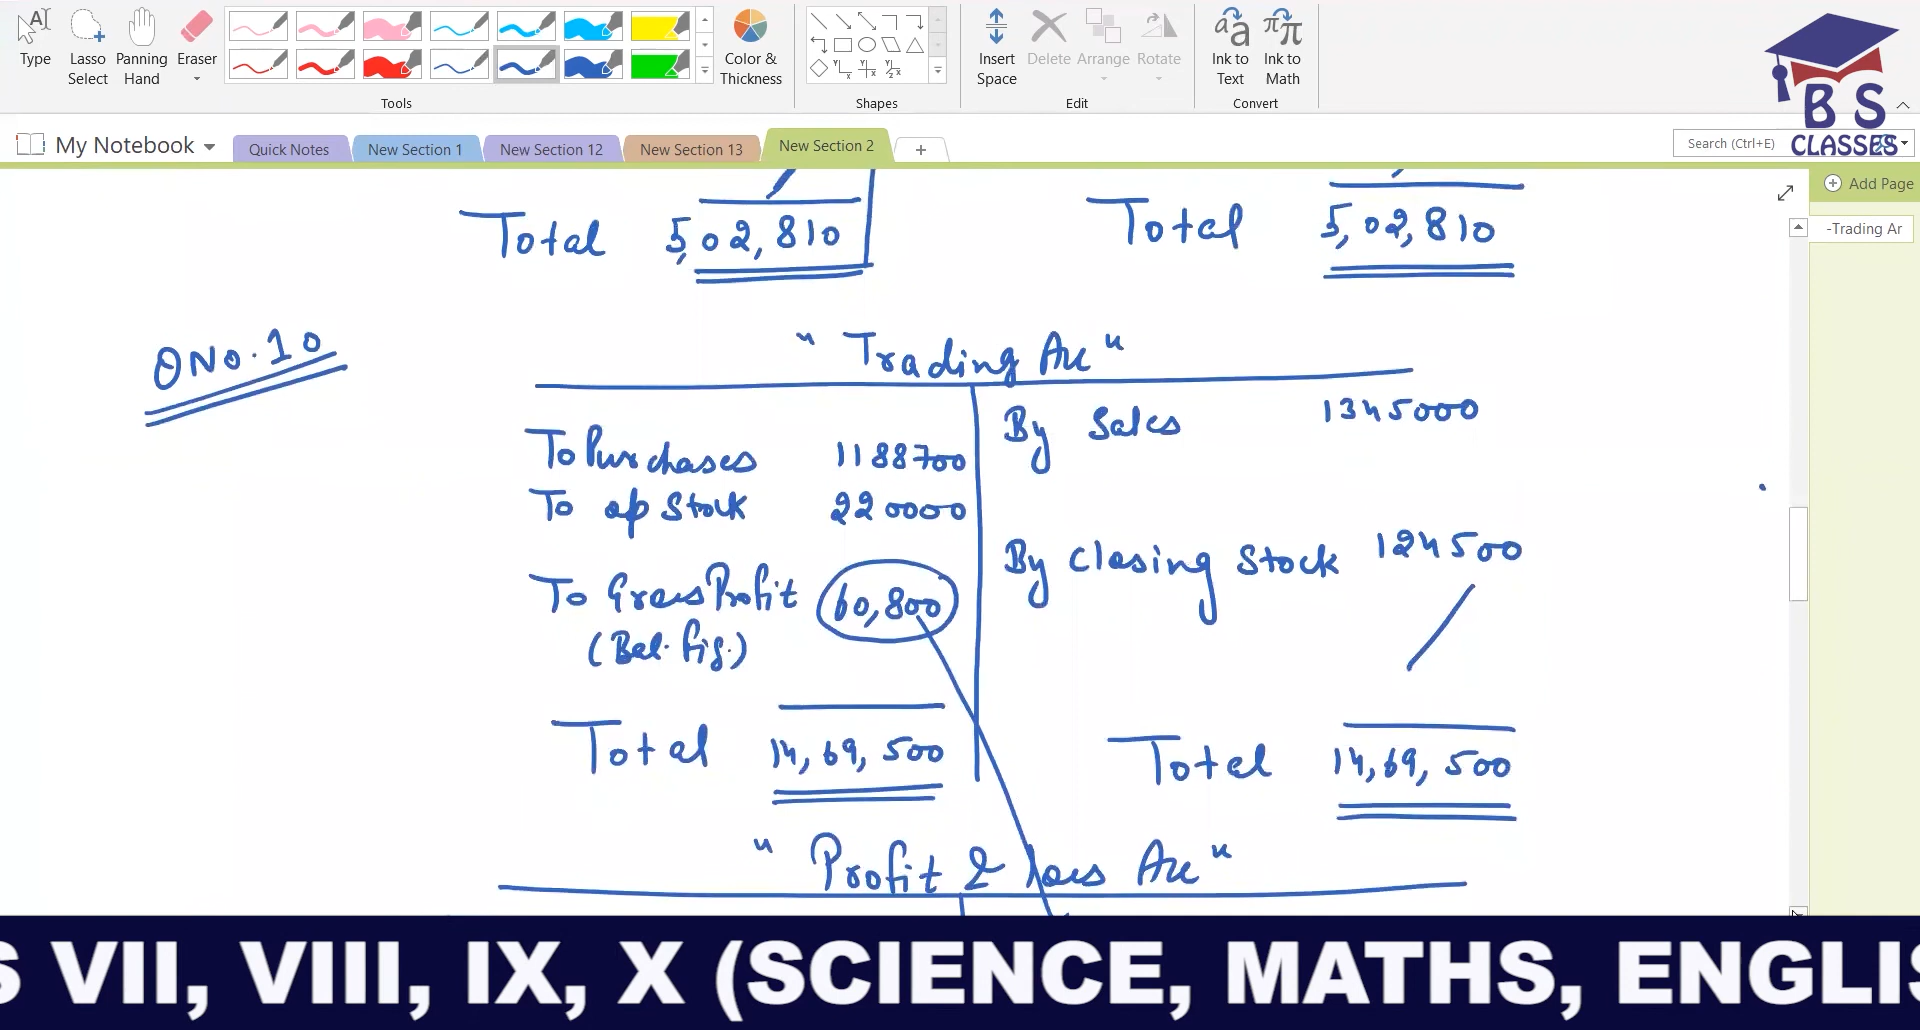 Type
Lasso Select
Panning Hand
Eraser
Color & Thickness
Insert Space
Delete
Arrange
Rotate
Ink to Text
Ink to Math
Tools
Shapes
Edit
Convert
BS
CLASSES
My Notebook
Quick Notes
New Section 1
New Section 12
New Section 13
New Section 2
Search (Ctrl+E)
Add Page
-Trading Ar
Total 5,02,810 Total 5,02,810
QNo.10
"Trading A/c"
By Sales 1345000
To Purchases 1188700
To op Stock 220000
By Closing Stock 124500
To Gross Profit 60,800
(Bal. fig.)
Total 14,69,500 Total 14,69,500
"Profit & loss A/c"
S VII, VIII, IX, X (SCIENCE, MATHS, ENGLIS